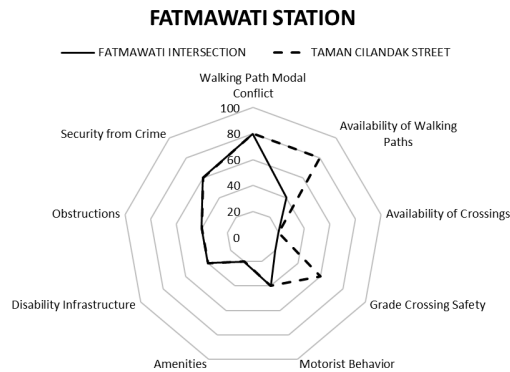 FATMAWATI STATION
FATMAWATI INTERSECTION
TAMAN CILANDAK STREET
Walking Path Modal
Conflict
Availability of Walking
Paths
Availability of Crossings
Grade Crossing Safety
Motorist Behavior
Amenities
Disability Infrastructure
Obstructions
Security from Crime
100
80
60
40
20
0